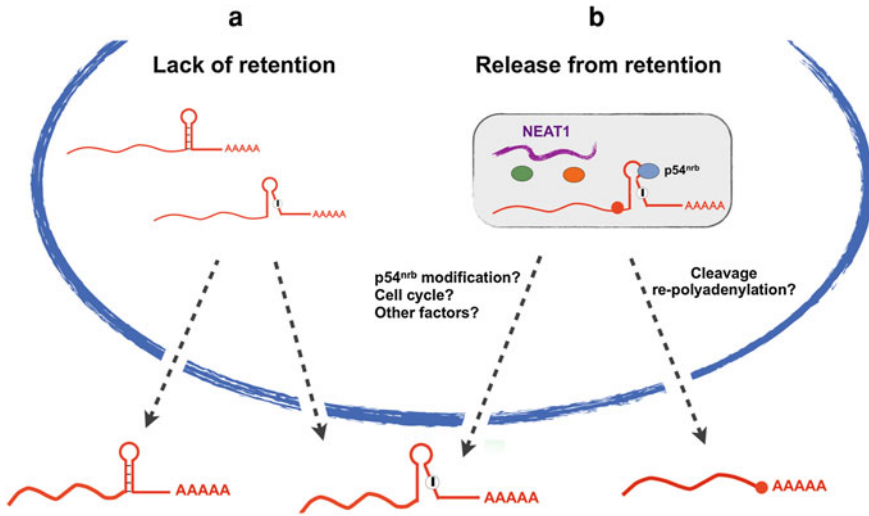 a
Lack of retention
AAAAA
I
AAAAA
b
Release from retention
NEAT1
p54nrb
I
AAAAA
p54nrb modification?
Cell cycle?
Other factors?
Cleavage
re-polyadenylation?
AAAAA
I
AAAAA
AAAAA